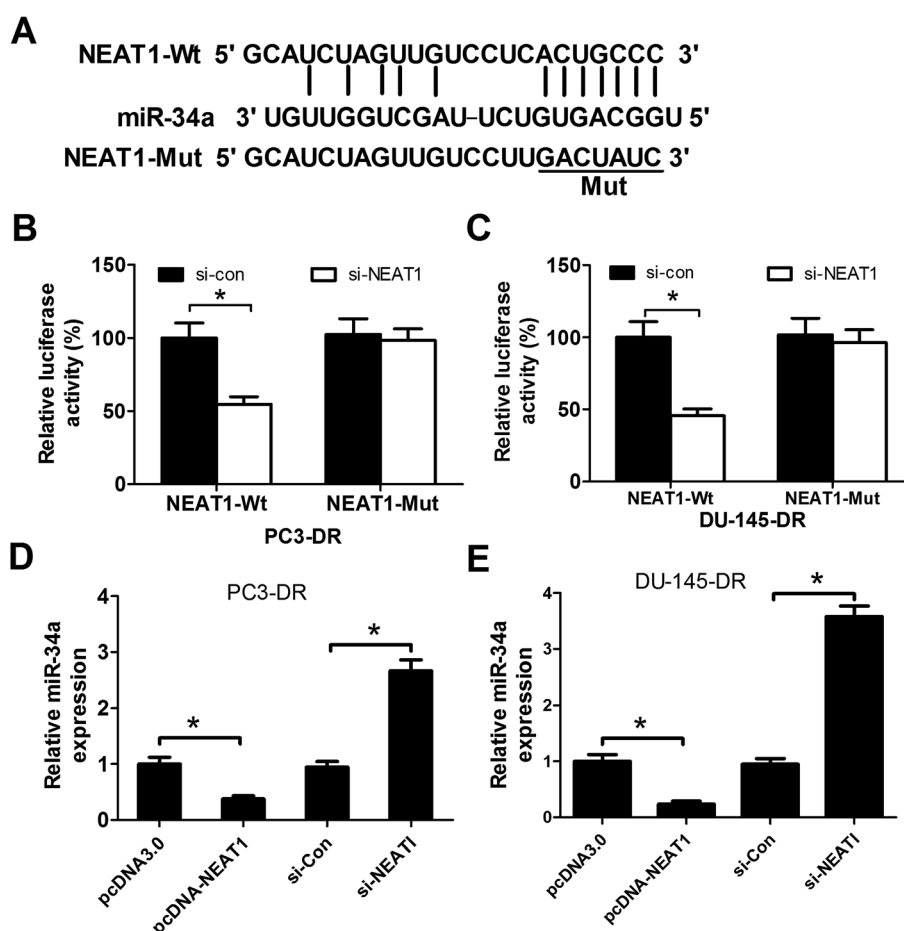 A
NEAT1-Wt 5' GCAUCUAGUUGUCCUCACUGCCC 3'
miR-34a 3' UGUUGGUCGAU-UCUGUGACGGU 5'
NEAT1-Mut 5' GCAUCUAGUUGUCCUUGACUAUC 3'
Mut
B
Relative luciferase activity (%)
150
100
50
0
si-con
si-NEAT1
*
NEAT1-Wt
NEAT1-Mut
PC3-DR
C
Relative luciferase activity (%)
150
100
50
0
si-con
si-NEAT1
*
NEAT1-Wt
NEAT1-Mut
DU-145-DR
D
PC3-DR
Relative miR-34a expression
4
3
2
1
0
*
*
pcDNA3.0
pcDNA-NEAT1
si-Con
si-NEATI
E
DU-145-DR
Relative miR-34a expression
4
3
2
1
0
*
*
pcDNA3.0
pcDNA-NEAT1
si-Con
si-NEATI